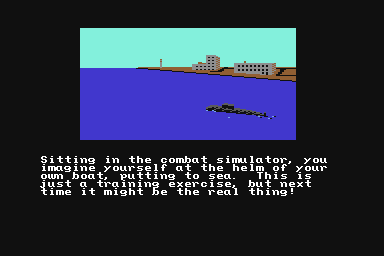 Sitting in the combat simulator, you
imagine yourself at the helm of your
own boat, putting to sea.  This is
just a training exercise, but next
time it might be the real thing!